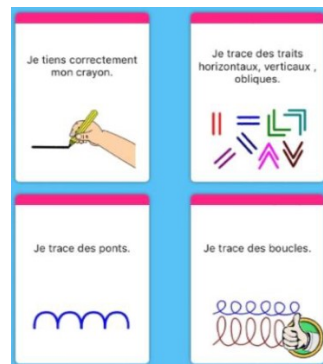 Je tiens correctement
mon crayon.
Je trace des traits
horizontaux, verticaux ,
obliques.
Je trace des ponts.
Je trace des boucles.